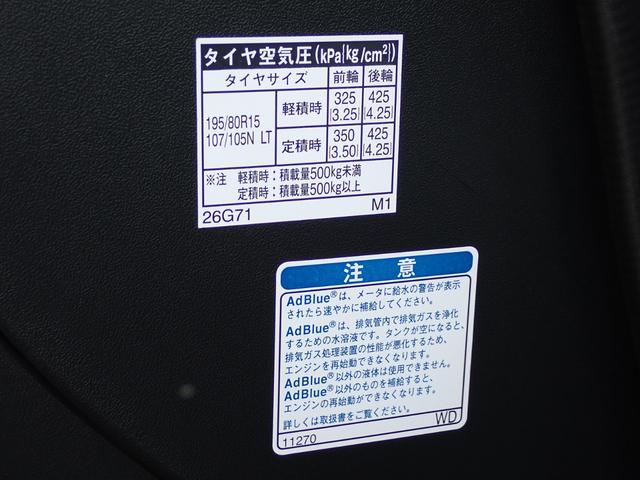 タイヤ空気圧(kPa{kg/cm²})
タイヤサイズ 前輪 後輪
195/80R15
107/105N LT
軽積時 325 {3.25} 425 {4.25}
定積時 350 {3.50} 425 {4.25}
※注 軽積時：積載量500kg未満
定積時：積載量500kg以上
26G71 M1
注意
AdBlue®は、メータに給水の警告が表示
されたら速やかに補給してください。
AdBlue®は、排気管内で排気ガスを浄化
するための水溶液です。タンクが空になると、
排気ガス処理装置の性能が悪化するため、
エンジンを再始動できなくなります。
AdBlue®以外の液体は使用できません。
AdBlue®以外のものを補給すると、
エンジンの再始動ができなくなります。
詳しくは取扱書をご覧ください。
11270 WD